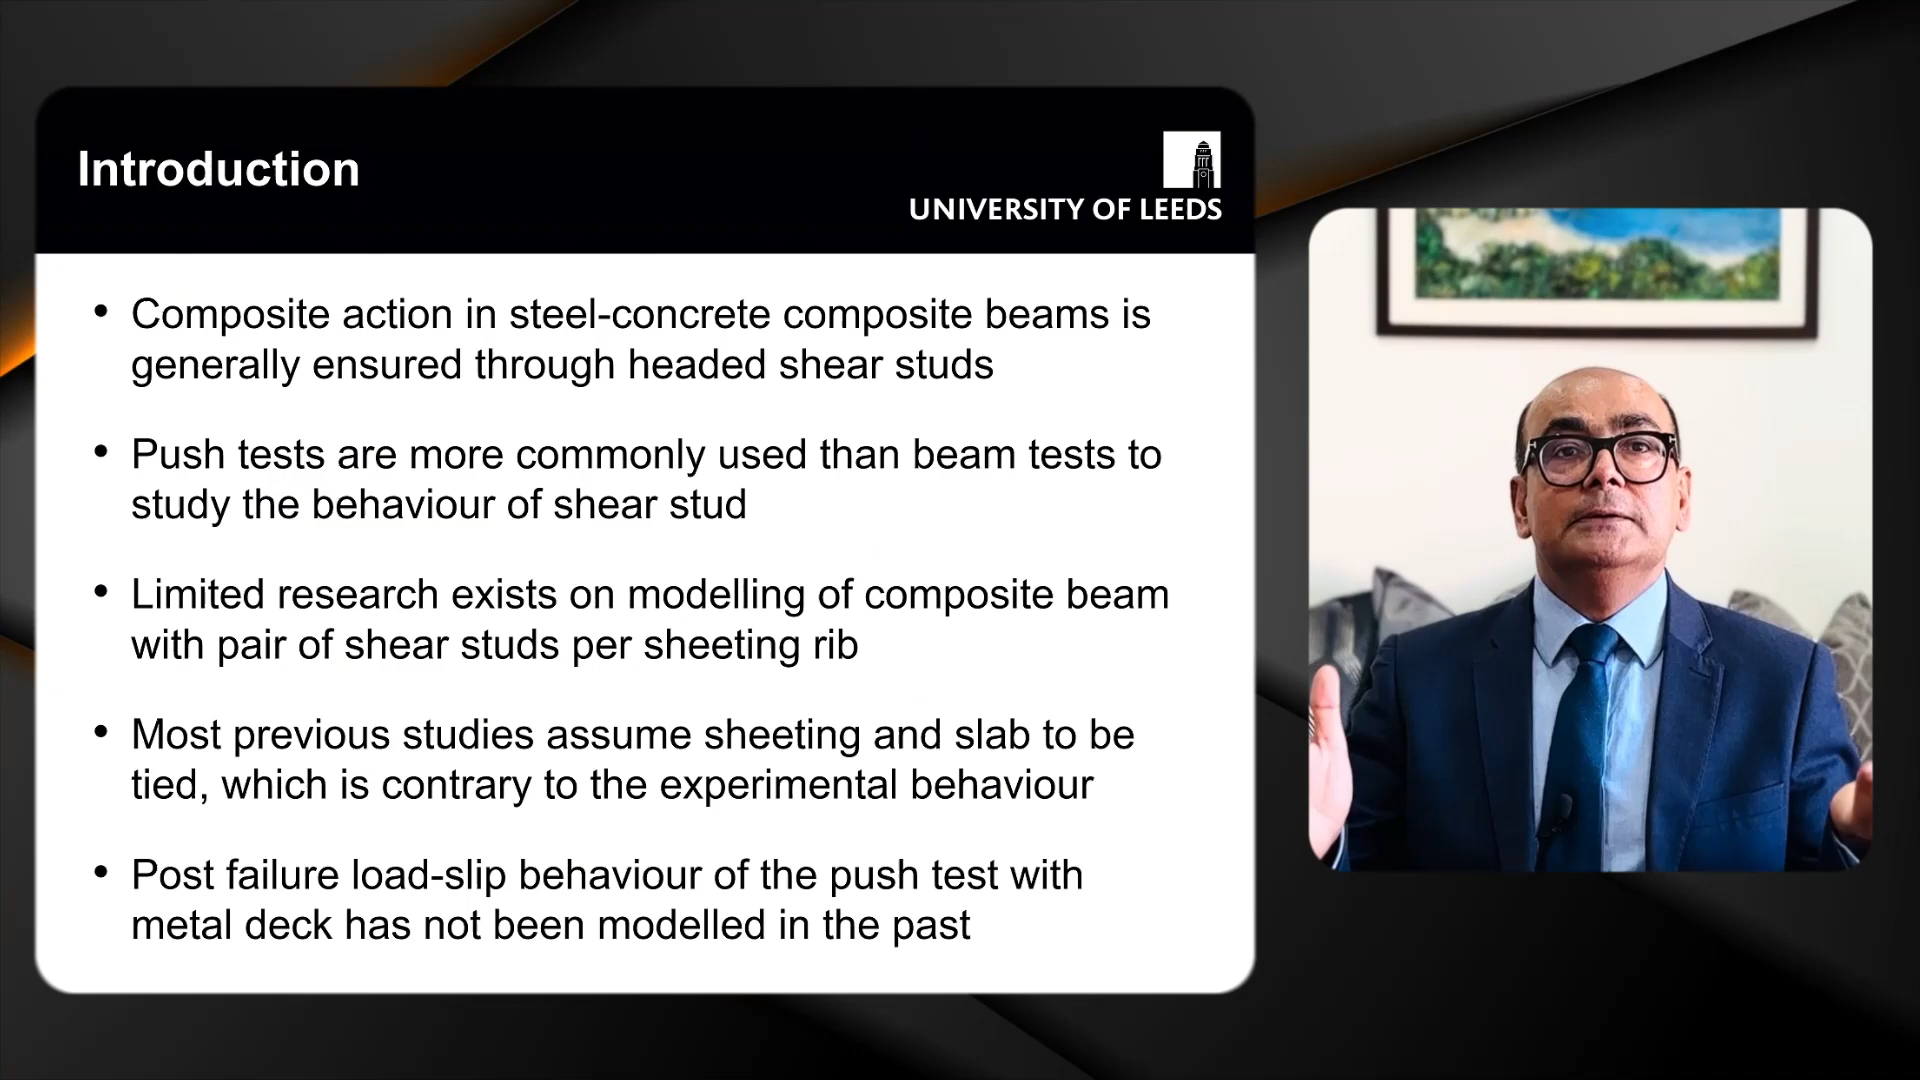 Introduction
UNIVERSITY OF LEEDS
• Composite action in steel-concrete composite beams is
generally ensured through headed shear studs
• Push tests are more commonly used than beam tests to
study the behaviour of shear stud
• Limited research exists on modelling of composite beam
with pair of shear studs per sheeting rib
• Most previous studies assume sheeting and slab to be
tied, which is contrary to the experimental behaviour
• Post failure load-slip behaviour of the push test with
metal deck has not been modelled in the past